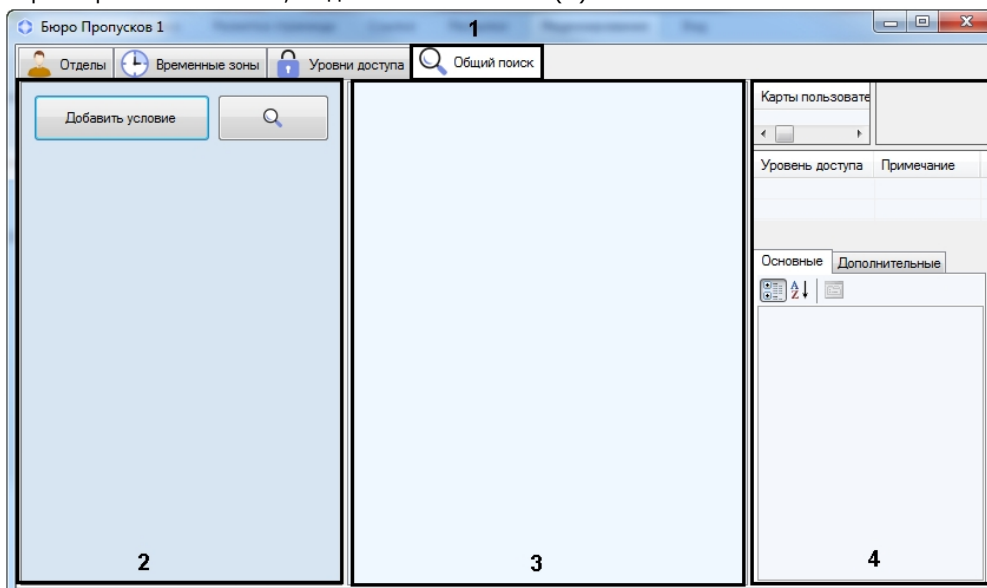 Бюро Пропусков 1
1
Отделы Временные зоны Уровни доступа Общий поиск
Добавить условие
Карты пользовате
Уровень доступа Примечание
Основные Дополнительные
2 3 4